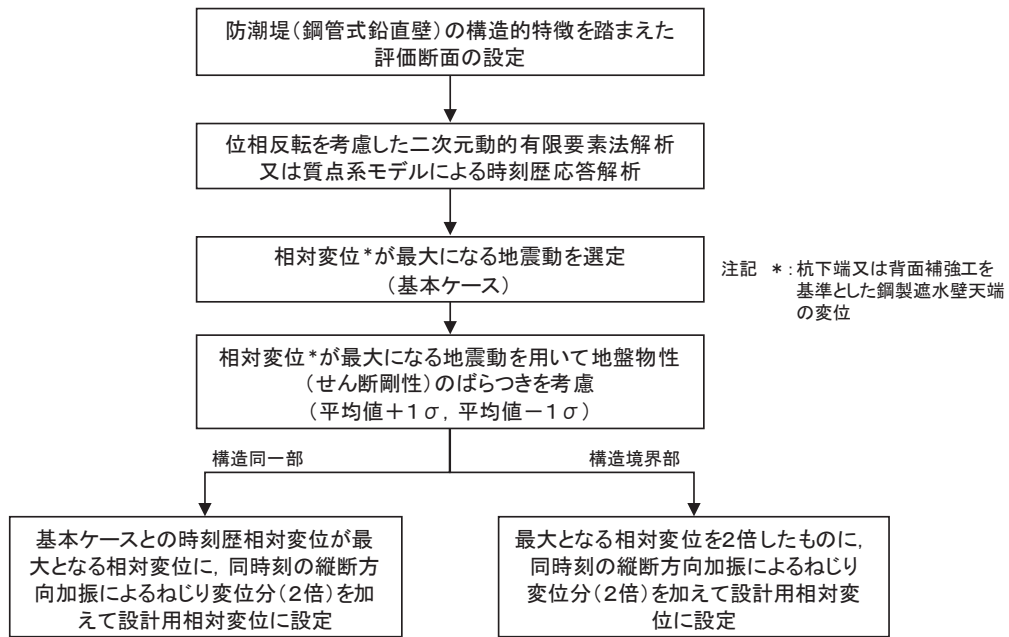 防潮堤(鋼管式鉛直壁)の構造的特徴を踏まえた
評価断面の設定
位相反転を考慮した二次元動的有限要素法解析
又は質点系モデルによる時刻歴応答解析
相対変位*が最大になる地震動を選定
(基本ケース)
注記 *:杭下端又は背面補強工を
基準とした鋼製遮水壁天端
の変位
相対変位*が最大になる地震動を用いて地盤物性
(せん断剛性)のばらつきを考慮
(平均値+1σ,平均値-1σ)
構造同一部
構造境界部
基本ケースとの時刻歴相対変位が最
大となる相対変位に,同時刻の縦断方
向加振によるねじり変位分(2倍)を加
えて設計用相対変位に設定
最大となる相対変位を2倍したものに,
同時刻の縦断方向加振によるねじり
変位分(2倍)を加えて設計用相対変
位に設定